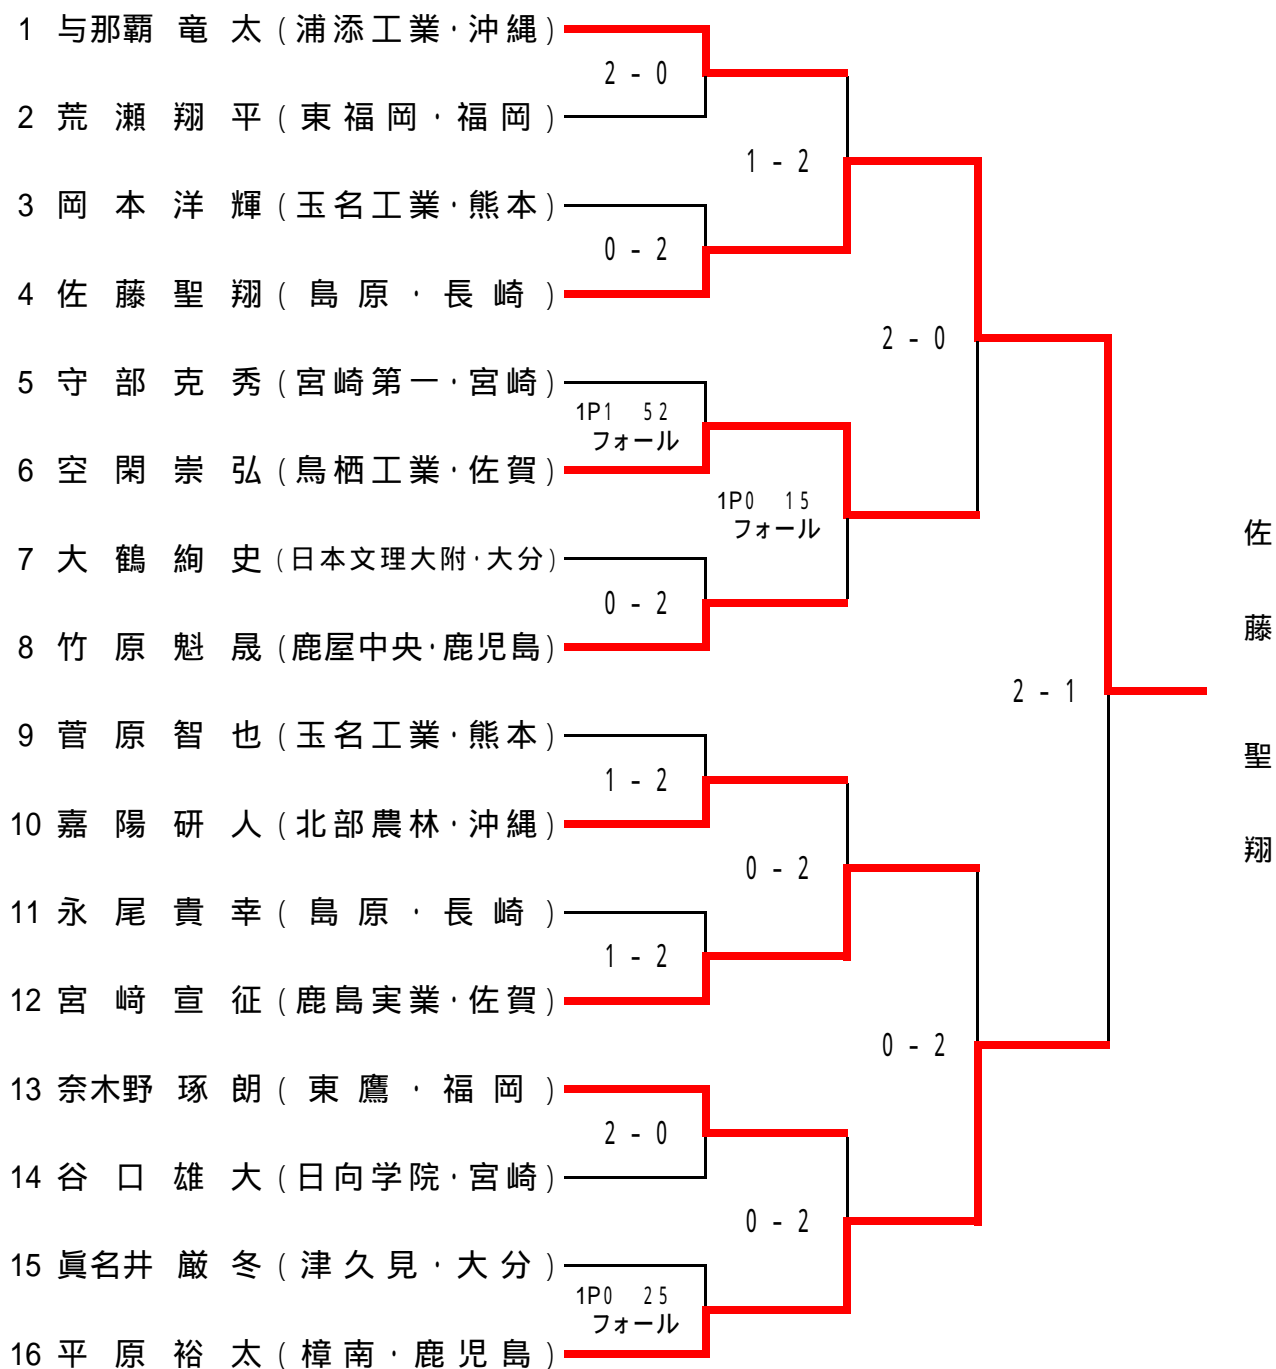 1 与那覇 竜 太 (浦添工業・沖縄)
2 - 0
2 荒 瀬 翔 平 (東福岡・福岡)
1 - 2
3 岡 本 洋 輝 (玉名工業・熊本)
0 - 2
4 佐 藤 聖 翔 (島原・長崎)
2 - 0
5 守 部 克 秀 (宮崎第一・宮崎)
1P1 52
フォール
6 空 閑 崇 弘 (鳥栖工業・佐賀)
1P0 15
フォール
7 大 鶴 絢 史 (日本文理大附・大分)
0 - 2
8 竹 原 魁 晟 (鹿屋中央・鹿児島)
2 - 1
佐藤 聖翔
9 菅 原 智 也 (玉名工業・熊本)
1 - 2
10 嘉 陽 研 人 (北部農林・沖縄)
0 - 2
11 永 尾 貴 幸 (島原・長崎)
1 - 2
12 宮 﨑 宣 征 (鹿島実業・佐賀)
0 - 2
13 奈木野 琢 朗 (東鷹・福岡)
2 - 0
14 谷 口 雄 大 (日向学院・宮崎)
0 - 2
15 眞名井 厳 冬 (津久見・大分)
1P0 25
フォール
16 平 原 裕 太 (樟南・鹿児島)